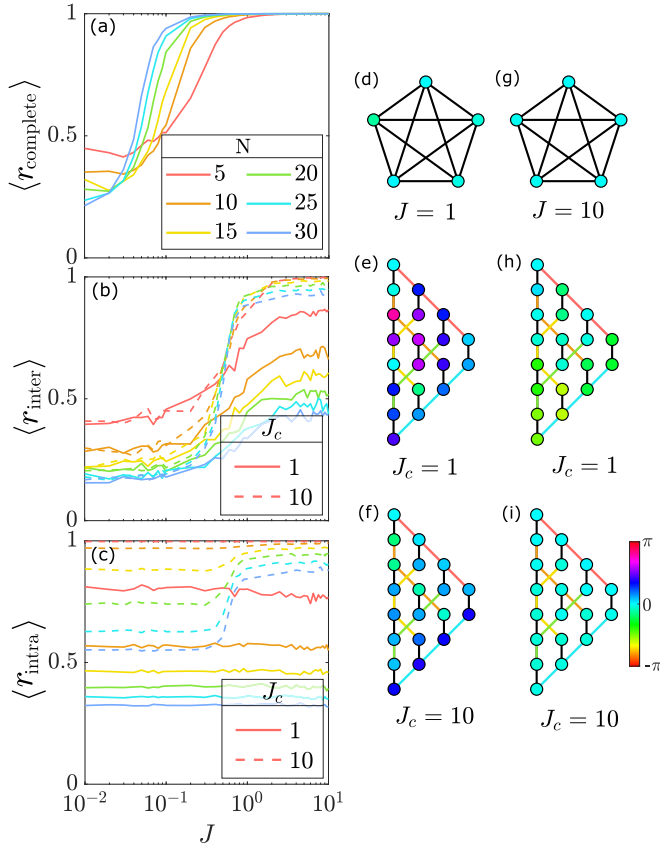 (a)
⟨r_complete⟩
1
0.5
0
N
5 20
10 25
15 30
(b)
⟨r_inter⟩
1
0.5
0
J_c
1
10
(c)
⟨r_intra⟩
1
0.5
0
J_c
1
10
10^-2 10^-1 10^0 10^1
J
(d) (g)
J = 1 J = 10
(e) (h)
J_c = 1 J_c = 1
(f) (i)
π
0
-π
J_c = 10 J_c = 10